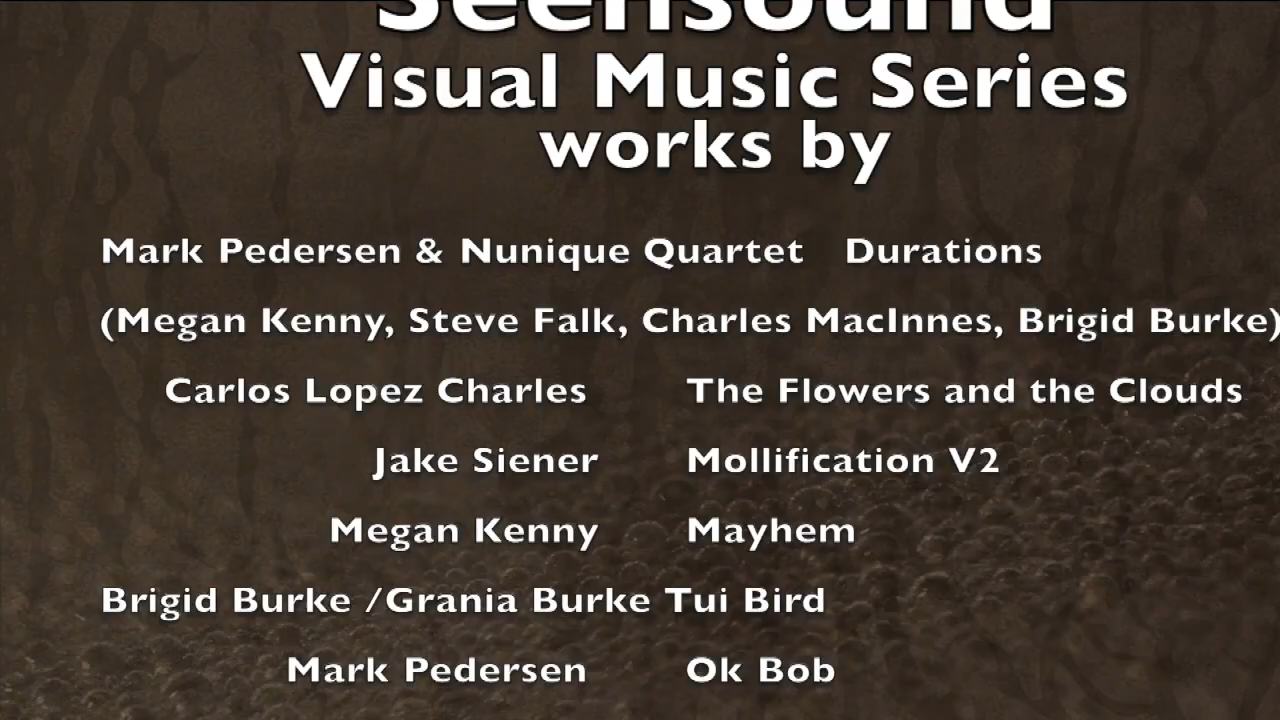 Seensound
Visual Music Series
works by
Mark Pedersen & Nunique Quartet Durations
(Megan Kenny, Steve Falk, Charles MacInnes, Brigid Burke)
Carlos Lopez Charles The Flowers and the Clouds
Jake Siener Mollification V2
Megan Kenny Mayhem
Brigid Burke /Grania Burke Tui Bird
Mark Pedersen Ok Bob